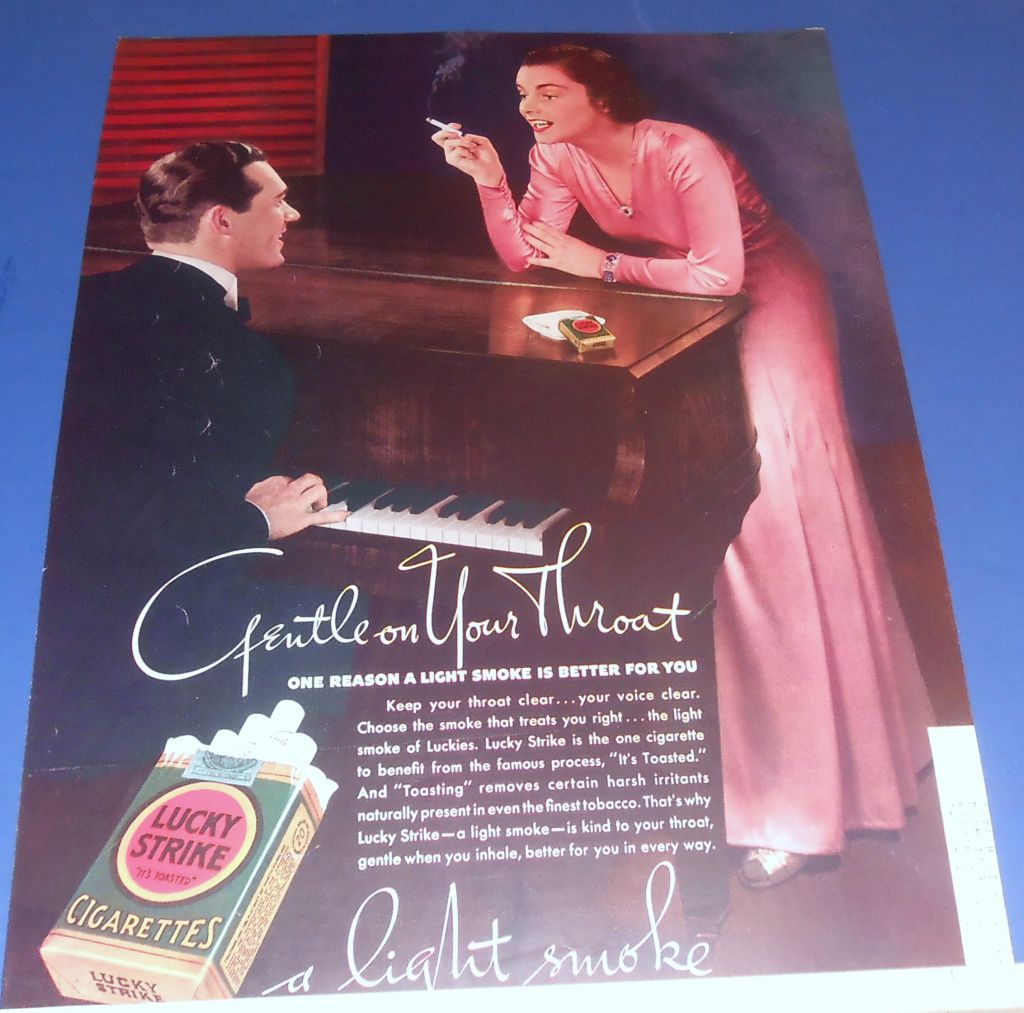 Gentle on Your Throat
ONE REASON A LIGHT SMOKE IS BETTER FOR YOU
Keep your throat clear...your voice clear.
Choose the smoke that treats you right...the light
smoke of Luckies. Lucky Strike is the one cigarette
to benefit from the famous process, "It's Toasted."
And "Toasting" removes certain harsh irritants
naturally present in even the finest tobacco. That's why
Lucky Strike—a light smoke—is kind to your throat,
gentle when you inhale, better for you in every way.
LUCKY
STRIKE
"IT'S TOASTED"
CIGARETTES
LUCKY
STRIKE
20
a light smoke